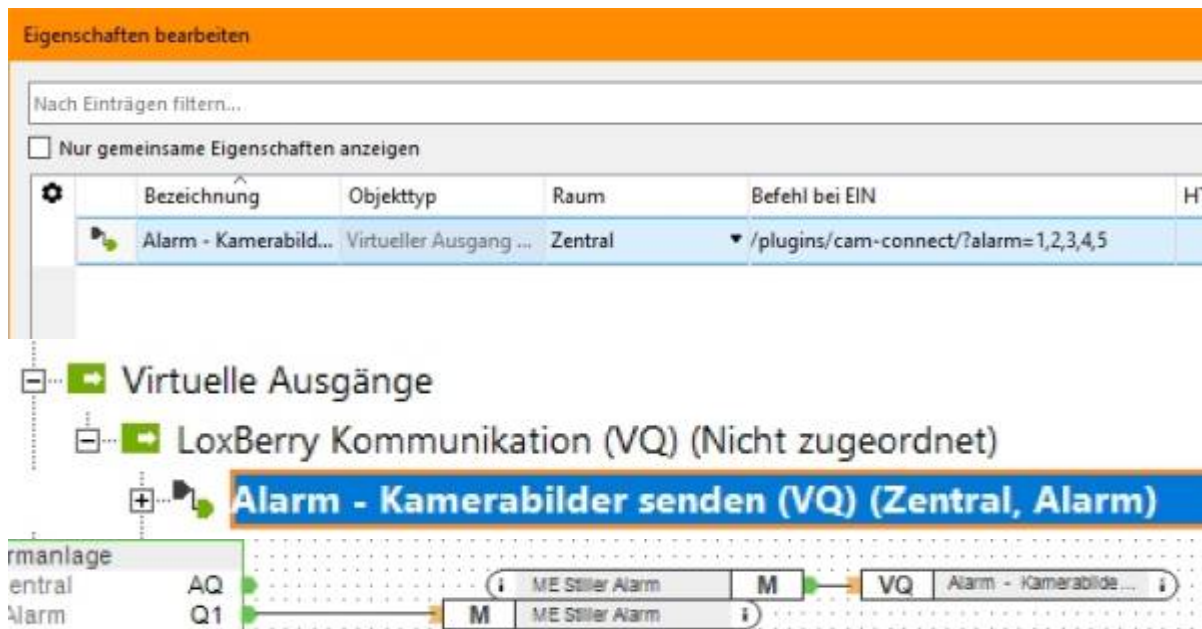 Eigenschaften bearbeiten
Nach Einträgen filtern...
Nur gemeinsame Eigenschaften anzeigen
Bezeichnung Objekttyp Raum Befehl bei EIN HT
Alarm - Kamerabild... Virtueller Ausgang ... Zentral /plugins/cam-connect/?alarm=1,2,3,4,5
Virtuelle Ausgänge
LoxBerry Kommunikation (VQ) (Nicht zugeordnet)
Alarm - Kamerabilder senden (VQ) (Zentral, Alarm)
rmanlage
entral AQ i ME Stiller Alarm M VQ Alarm - Kamerabilde... i
Alarm Q1 M ME Stiller Alarm i